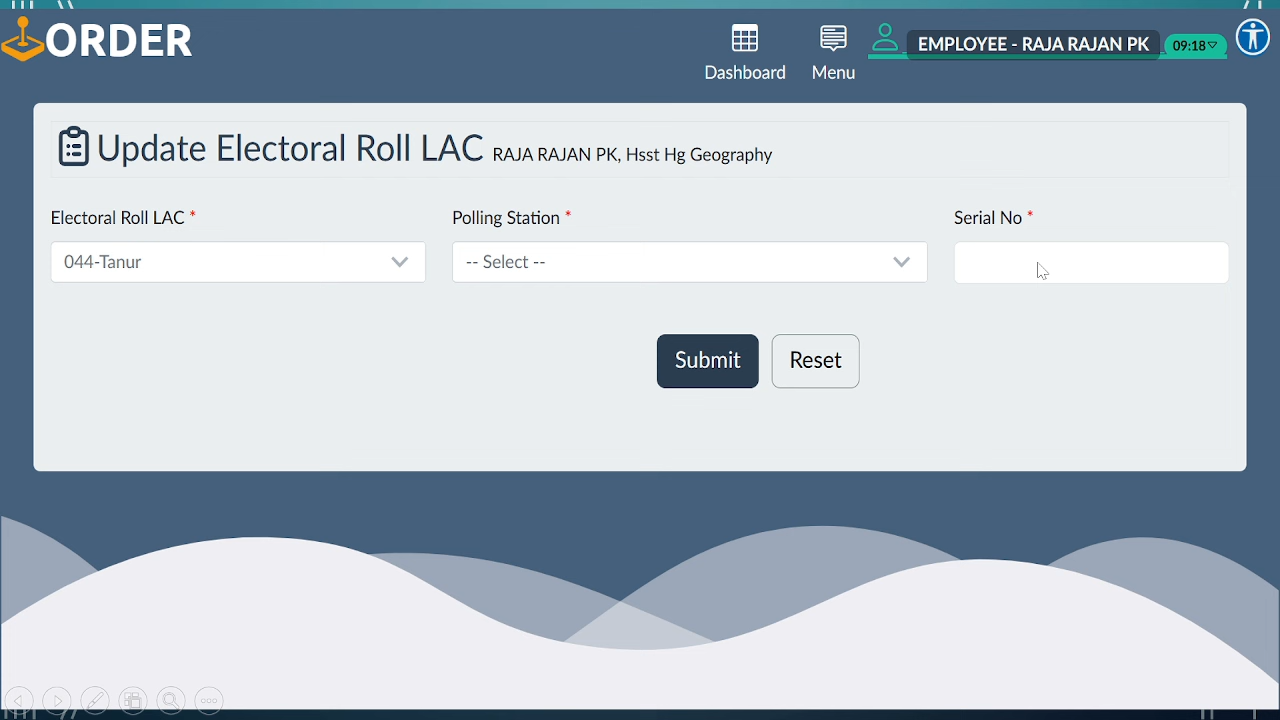 ORDER
Dashboard
Menu
EMPLOYEE - RAJA RAJAN PK
09:18
Update Electoral Roll LAC RAJA RAJAN PK, Hsst Hg Geography
Electoral Roll LAC *
Polling Station *
Serial No *
044-Tanur
-- Select --
Submit
Reset